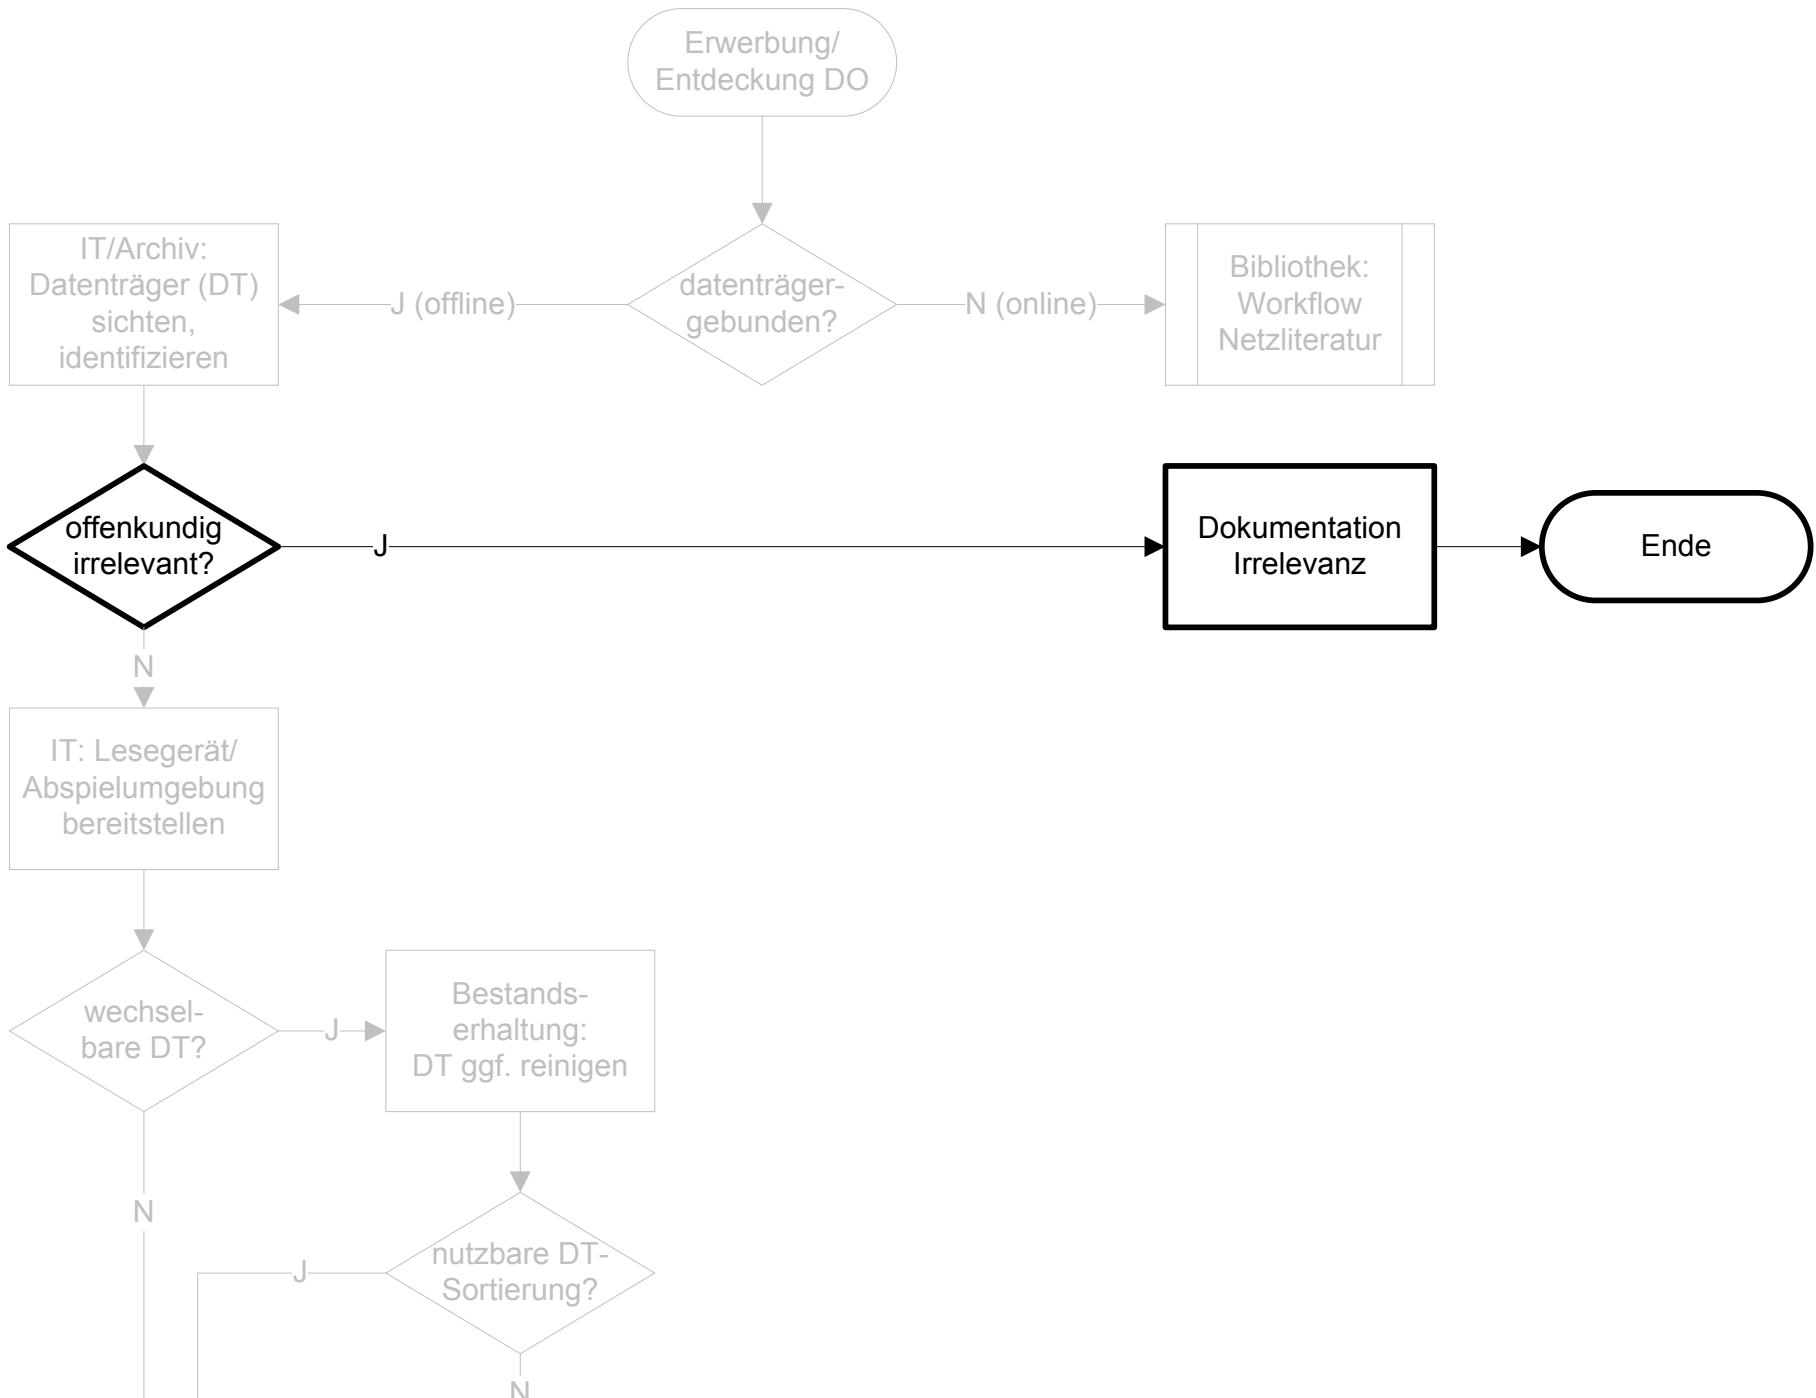 Erwerbung/
Entdeckung DO
IT/Archiv:
Datenträger (DT)
sichten,
identifizieren
J (offline)
datenträger-
gebunden?
N (online)
Bibliothek:
Workflow
Netzliteratur
offenkundig
irrelevant?
J
Dokumentation
Irrelevanz
Ende
N
IT: Lesegerät/
Abspielumgebung
bereitstellen
wechsel-
bare DT?
J
Bestands-
erhaltung:
DT ggf. reinigen
N
J
nutzbare DT-
Sortierung?
N